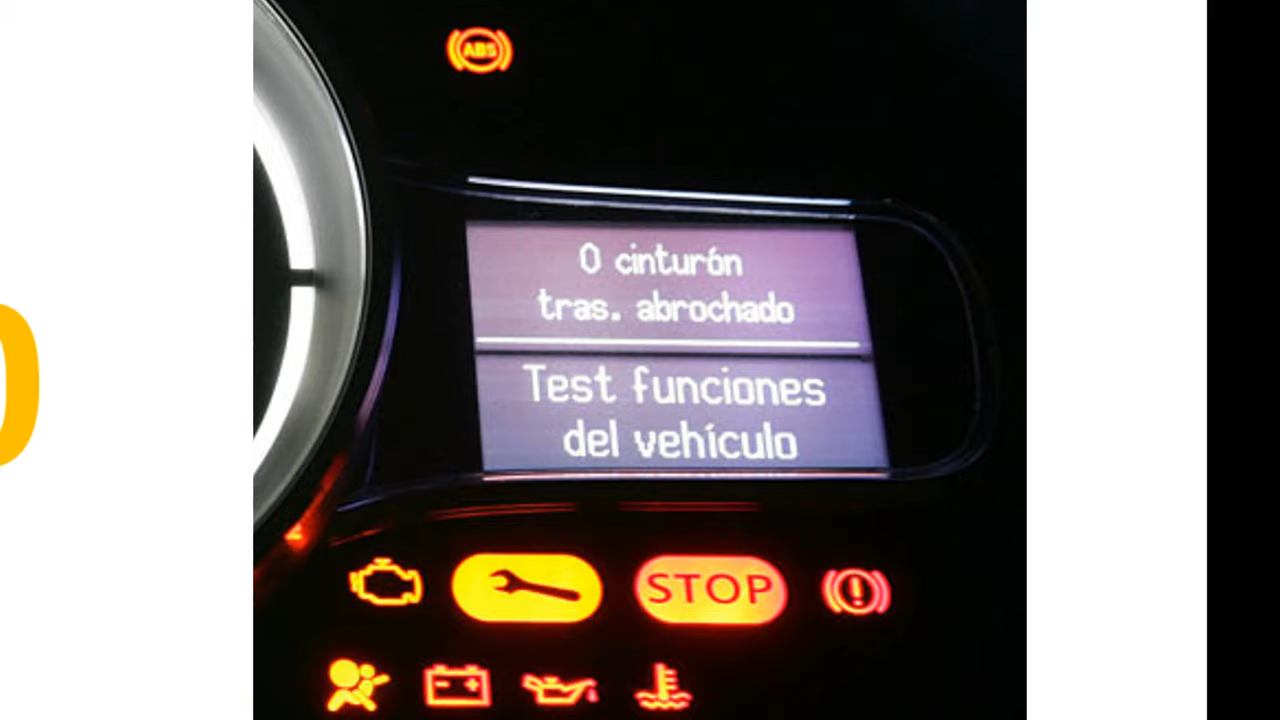 ABS
0 cinturón
tras. abrochado
Test funciones
del vehículo
STOP